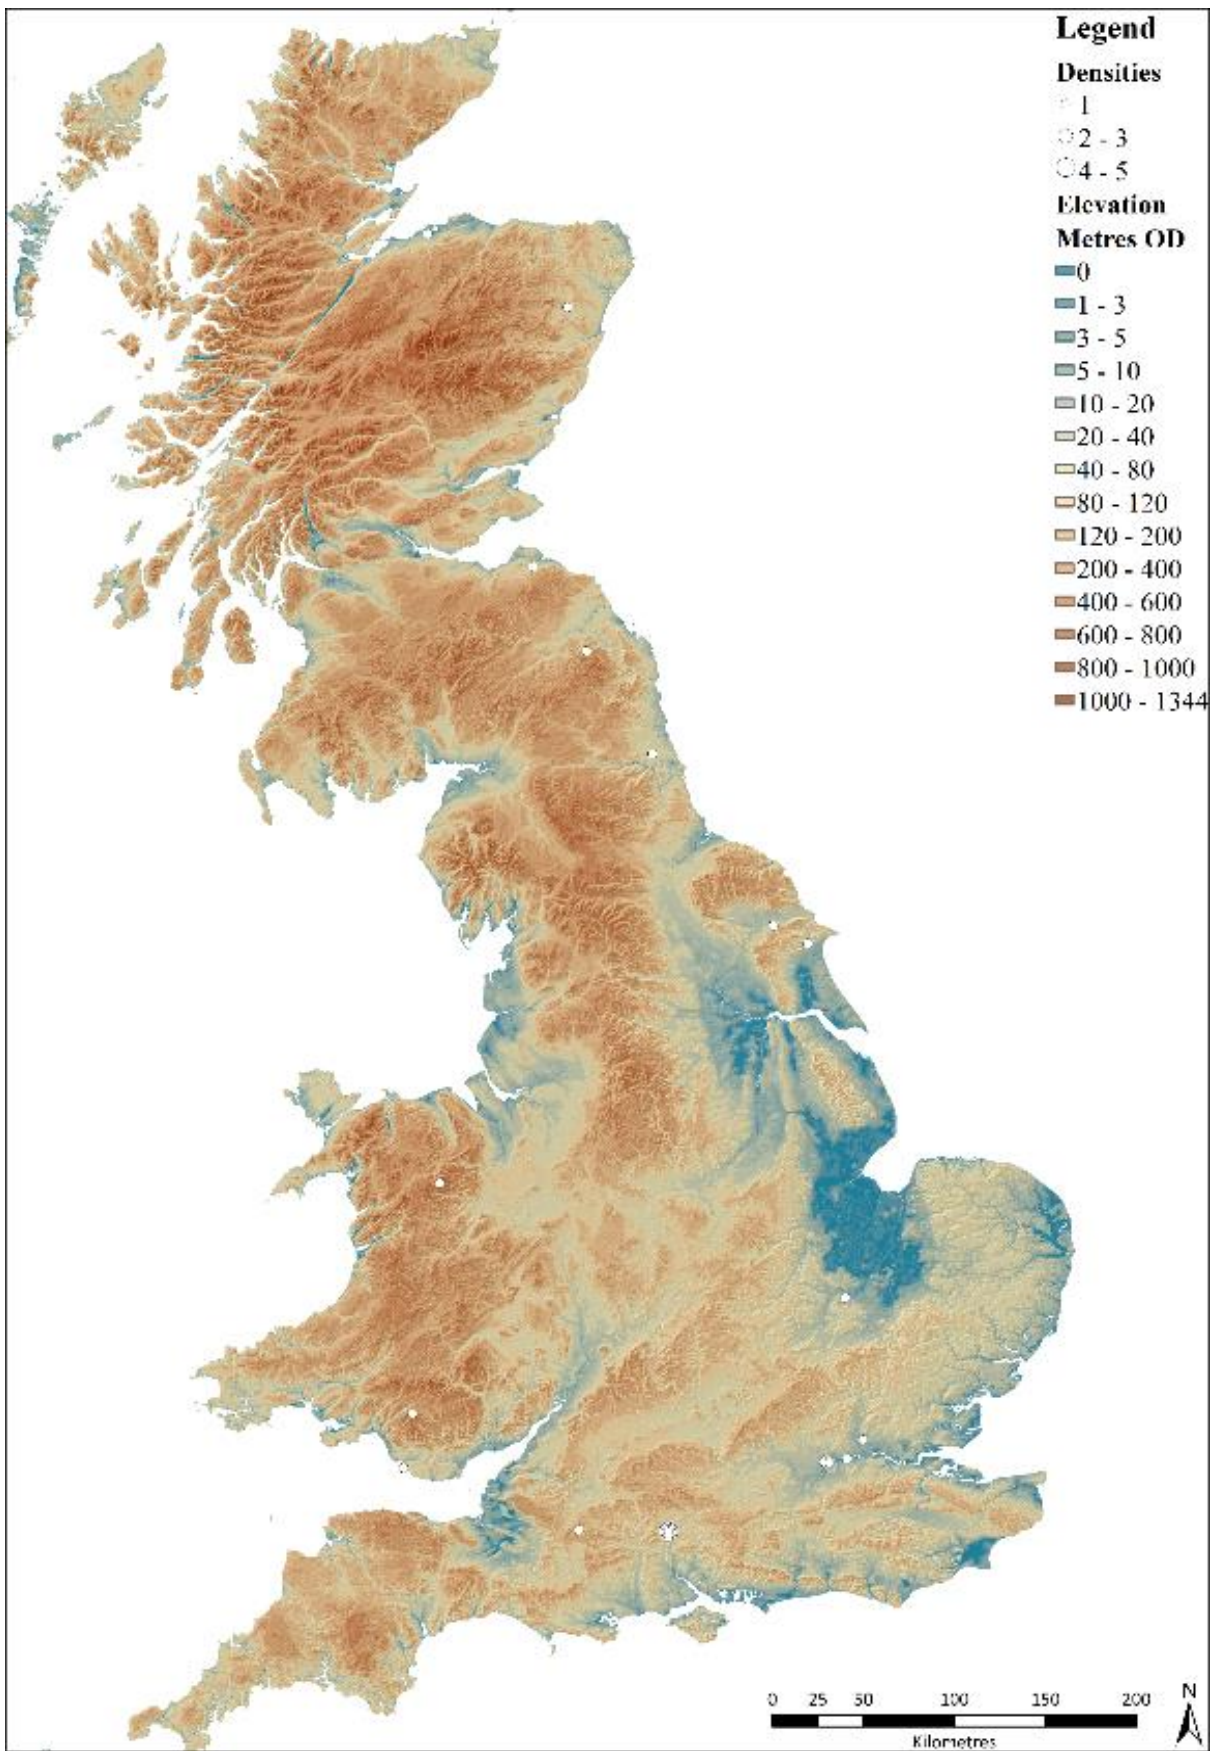 Legend
Densities
1
2 - 3
4 - 5
Elevation
Metres OD
0
1 - 3
3 - 5
5 - 10
10 - 20
20 - 40
40 - 80
80 - 120
120 - 200
200 - 400
400 - 600
600 - 800
800 - 1000
1000 - 1344
N
0 25 50 100 150 200
Kilometres